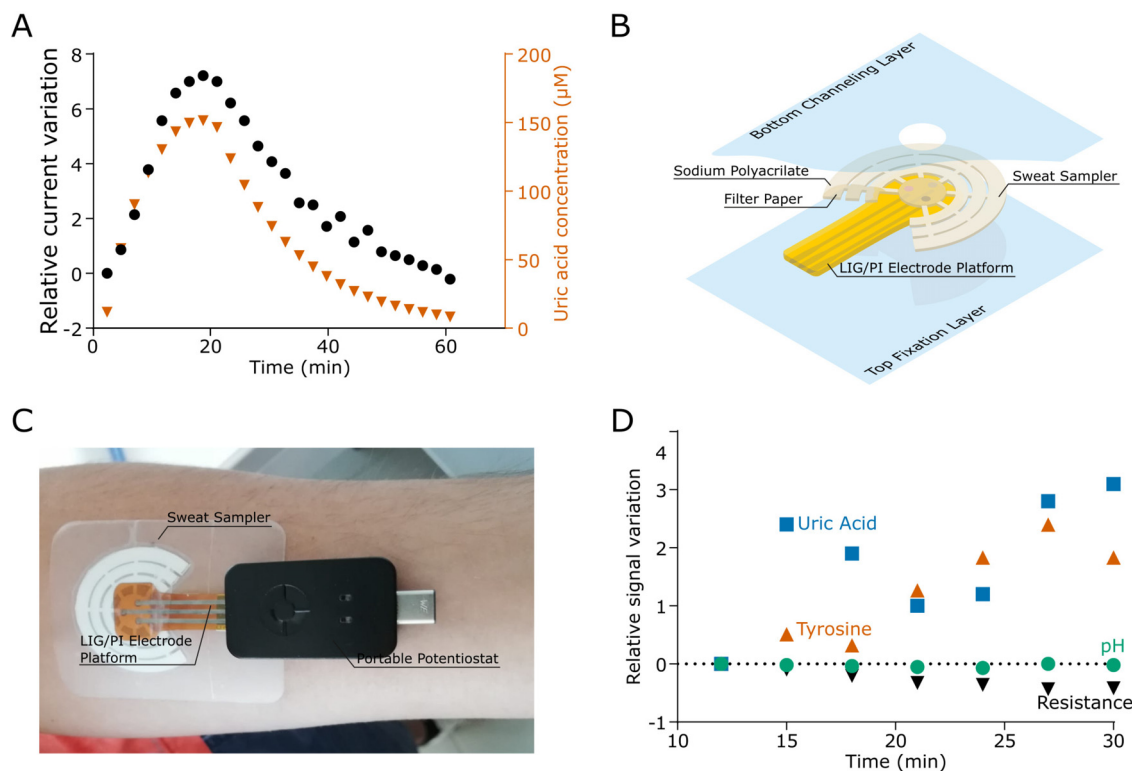 A
Relative current variation
8
6
4
2
0
-2
0
20
40
60
Time (min)
200
150
100
50
0
Uric acid concentration (µM)
B
Bottom Channeling Layer
Sodium Polyacrilate
Filter Paper
Sweat Sampler
LIG/PI Electrode Platform
Top Fixation Layer
C
Sweat Sampler
LIG/PI Electrode
Platform
Portable Potentiostat
D
Relative signal variation
4
3
2
1
0
-1
Uric Acid
Tyrosine
pH
Resistance
10
15
20
25
30
Time (min)